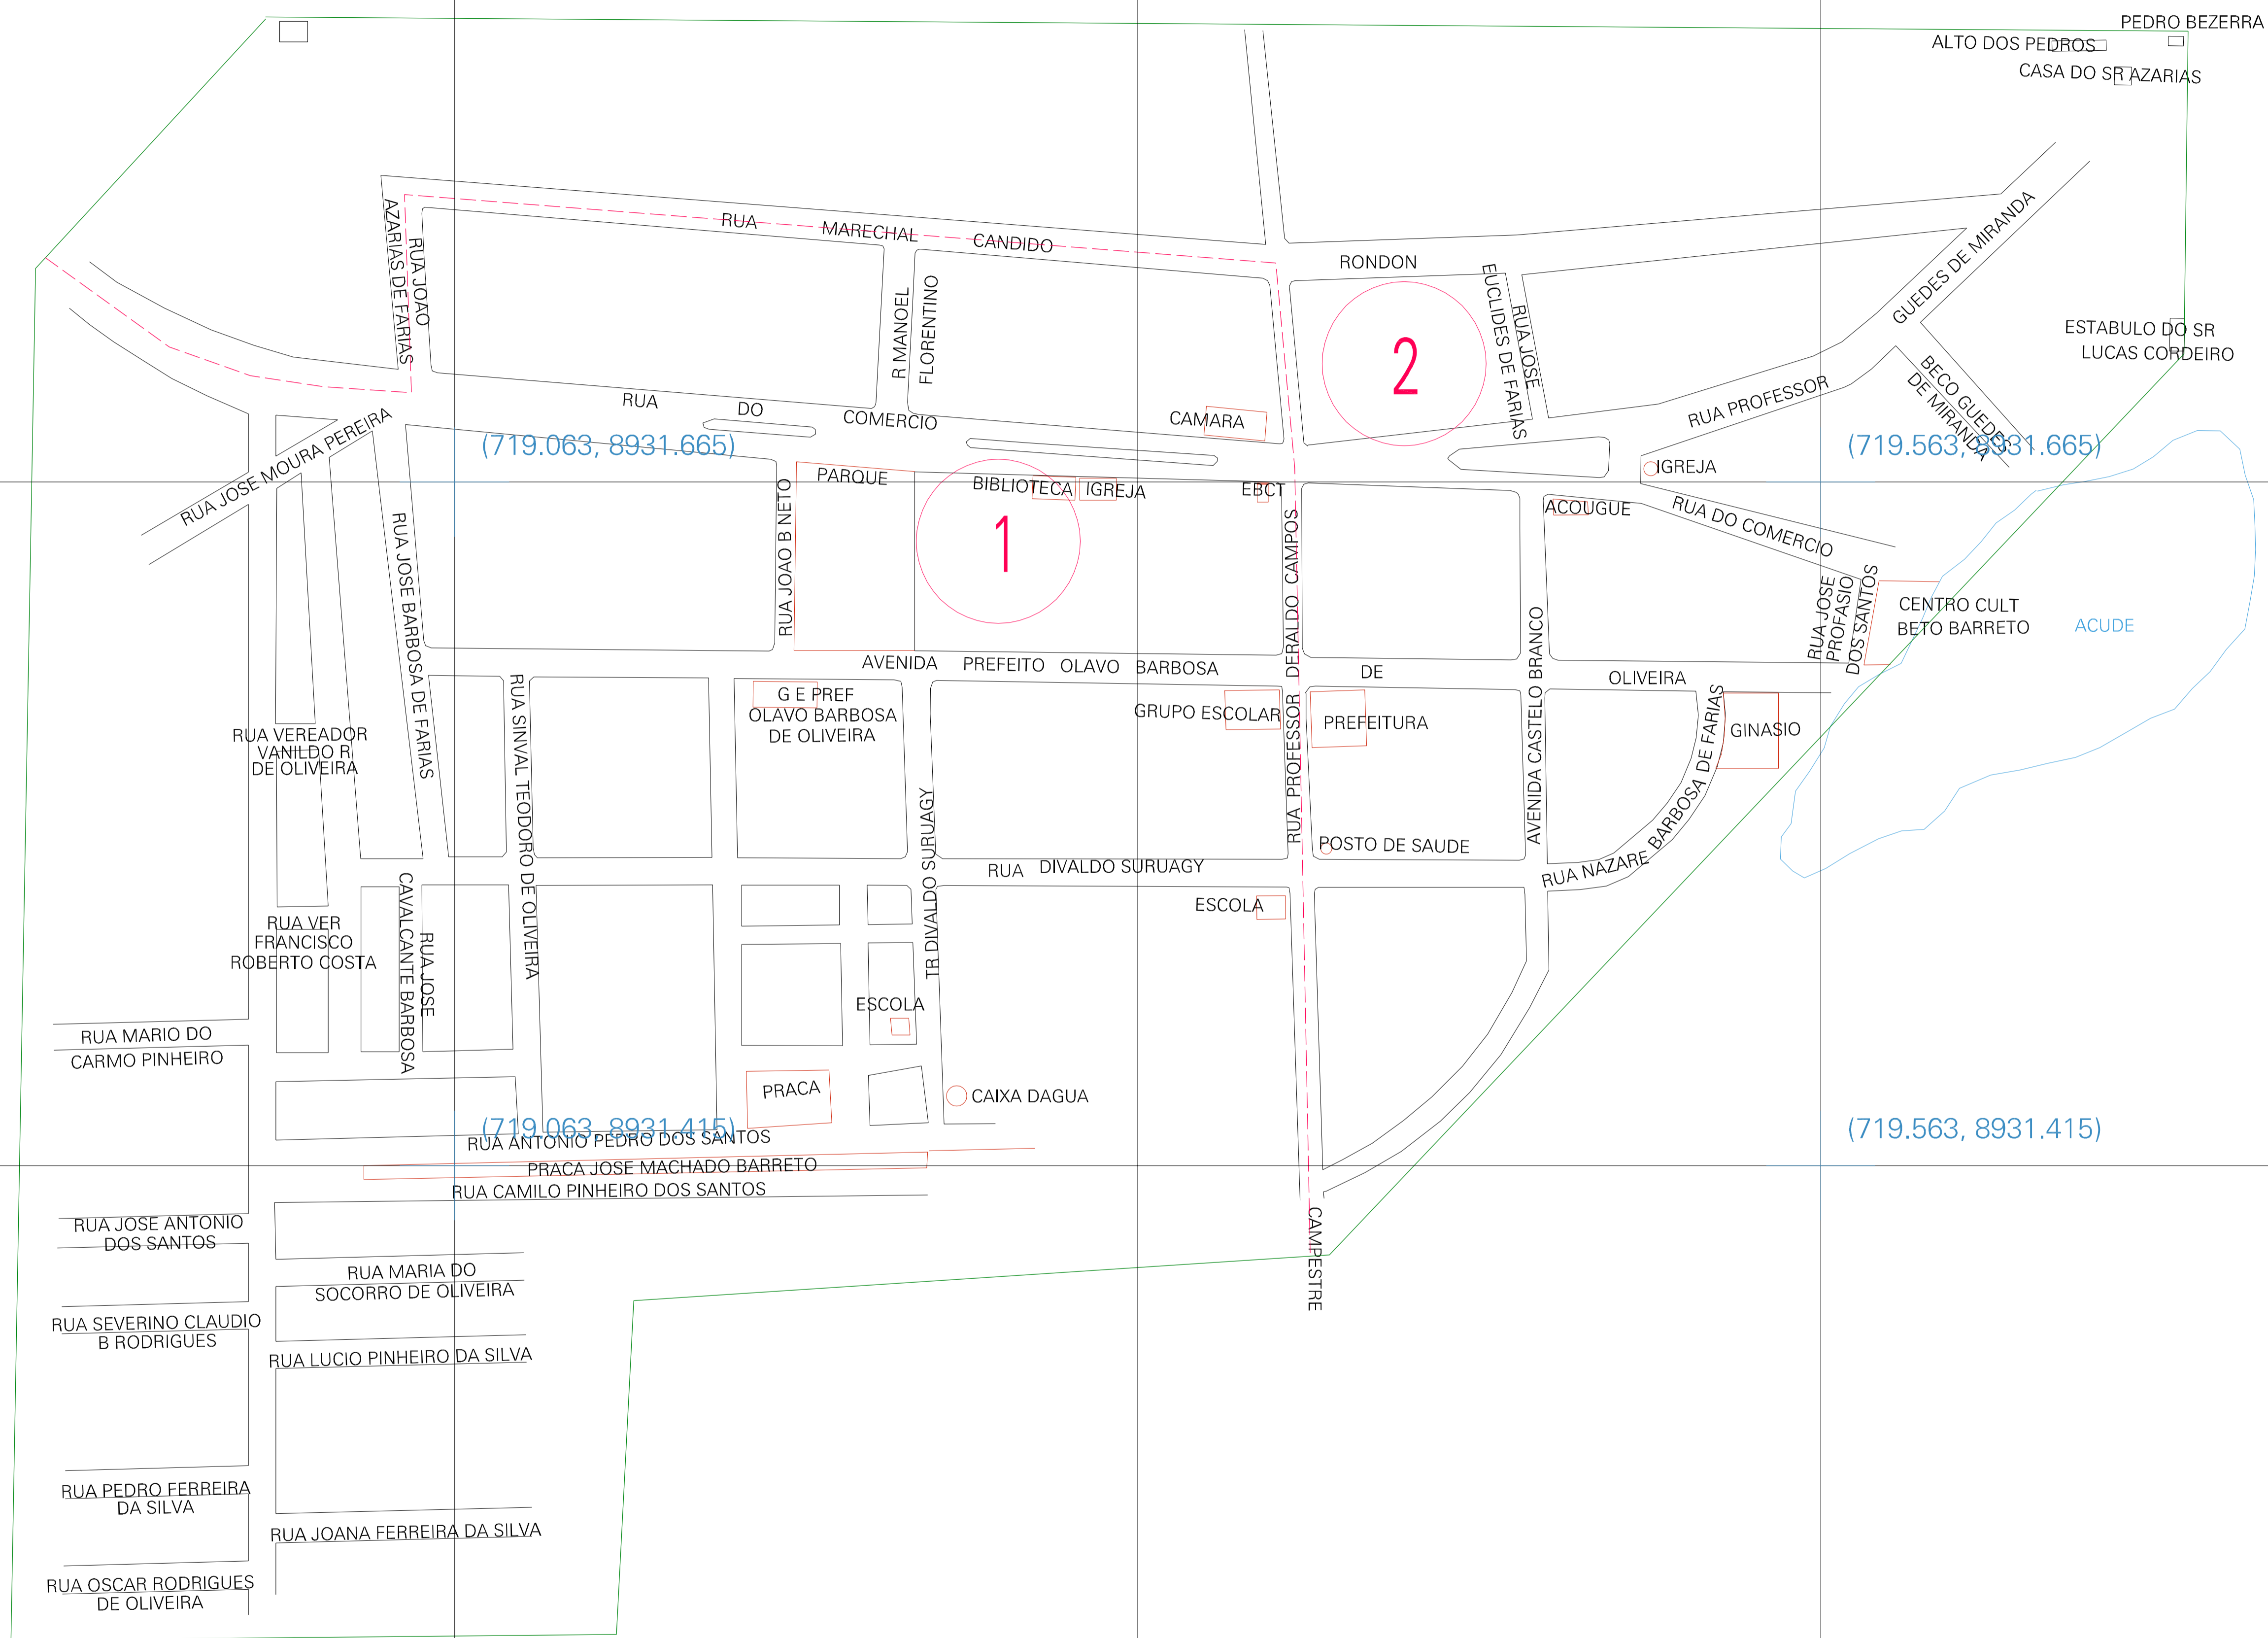 PEDRO BEZERRA
ALTO DOS PEDROS
CASA DO SR AZARIAS
RUA MARECHAL CANDIDO RONDON
RUA JOAO
AZARIAS DE FARIAS
R MANOEL
FLORENTINO
RUA JOSE
EUCLIDES DE FARIAS
GUEDES DE MIRANDA
RUA PROFESSOR
BECO GUEDES
DE MIRANDA
ESTABULO DO SR
LUCAS CORDEIRO
2
RUA DO COMERCIO
CAMARA
RUA JOSE MOURA PEREIRA
(719.063, 8931.665)
(719.563, 8931.665)
PARQUE
BIBLIOTECA
IGREJA
EBCT
IGREJA
ACOUGUE
RUA DO COMERCIO
1
RUA JOAO B NETO
RUA JOSE BARBOSA DE FARIAS
RUA PROFESSOR DERALDO CAMPOS
AVENIDA CASTELO BRANCO
RUA JOSE
PROFASIO
DOS SANTOS
CENTRO CULT
BETO BARRETO
ACUDE
AVENIDA PREFEITO OLAVO BARBOSA DE OLIVEIRA
G E PREF
OLAVO BARBOSA
DE OLIVEIRA
GRUPO ESCOLAR
PREFEITURA
GINASIO
RUA NAZARE BARBOSA DE FARIAS
RUA VEREADOR
VANILDO R
DE OLIVEIRA
RUA SINVAL TEODORO DE OLIVEIRA
TR DIVALDO SURUAGY
POSTO DE SAUDE
RUA DIVALDO SURUAGY
ESCOLA
RUA VER
FRANCISCO
ROBERTO COSTA
RUA JOSE
CAVALCANTE BARBOSA
ESCOLA
RUA MARIO DO
CARMO PINHEIRO
PRACA
CAIXA DAGUA
(719.063, 8931.415)
(719.563, 8931.415)
RUA ANTONIO PEDRO DOS SANTOS
PRACA JOSE MACHADO BARRETO
RUA CAMILO PINHEIRO DOS SANTOS
RUA JOSE ANTONIO
DOS SANTOS
CAMPESTRE
RUA MARIA DO
SOCORRO DE OLIVEIRA
RUA SEVERINO CLAUDIO
B RODRIGUES
RUA LUCIO PINHEIRO DA SILVA
RUA PEDRO FERREIRA
DA SILVA
RUA JOANA FERREIRA DA SILVA
RUA OSCAR RODRIGUES
DE OLIVEIRA